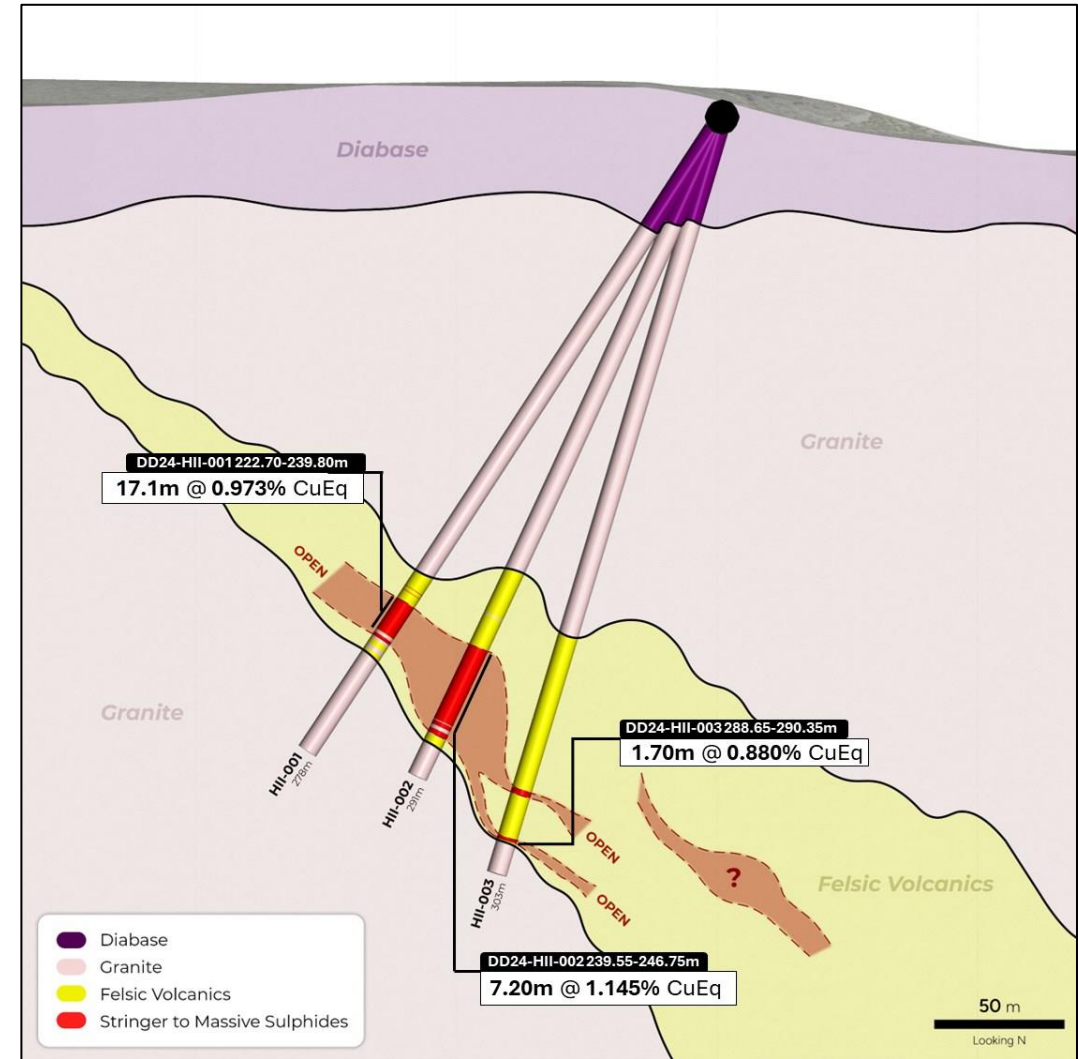 Diabase
Granite
DD24-HII-001 222.70-239.80m
17.1m @ 0.973% CuEq
OPEN
Granite
HII-001
278m
HII-002
291m
DD24-HII-003 288.65-290.35m
1.70m @ 0.880% CuEq
OPEN
?
Felsic Volcanics
HII-003
303m
OPEN
DD24-HII-002 239.55-246.75m
7.20m @ 1.145% CuEq
Diabase
Granite
Felsic Volcanics
Stringer to Massive Sulphides
50 m
Looking N